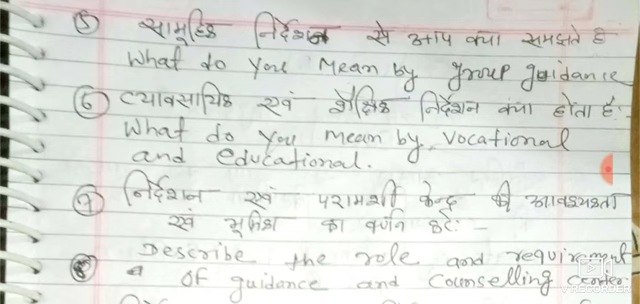 ⑤ सामूहिक निर्देशन से आप क्या समझते हैं
What do you Mean by group guidance
⑥ व्यावसायिक एवं शैक्षिक निर्देशन क्या होता है:
What do you mean by, vocational
and educational.
⑦ निर्देशन एवं परामर्श केन्द्र की आवश्यकता
एवं भूमिका का वर्णन करें:-
Describe the role and requirement
of guidance and Counselling Center
V RECORDER